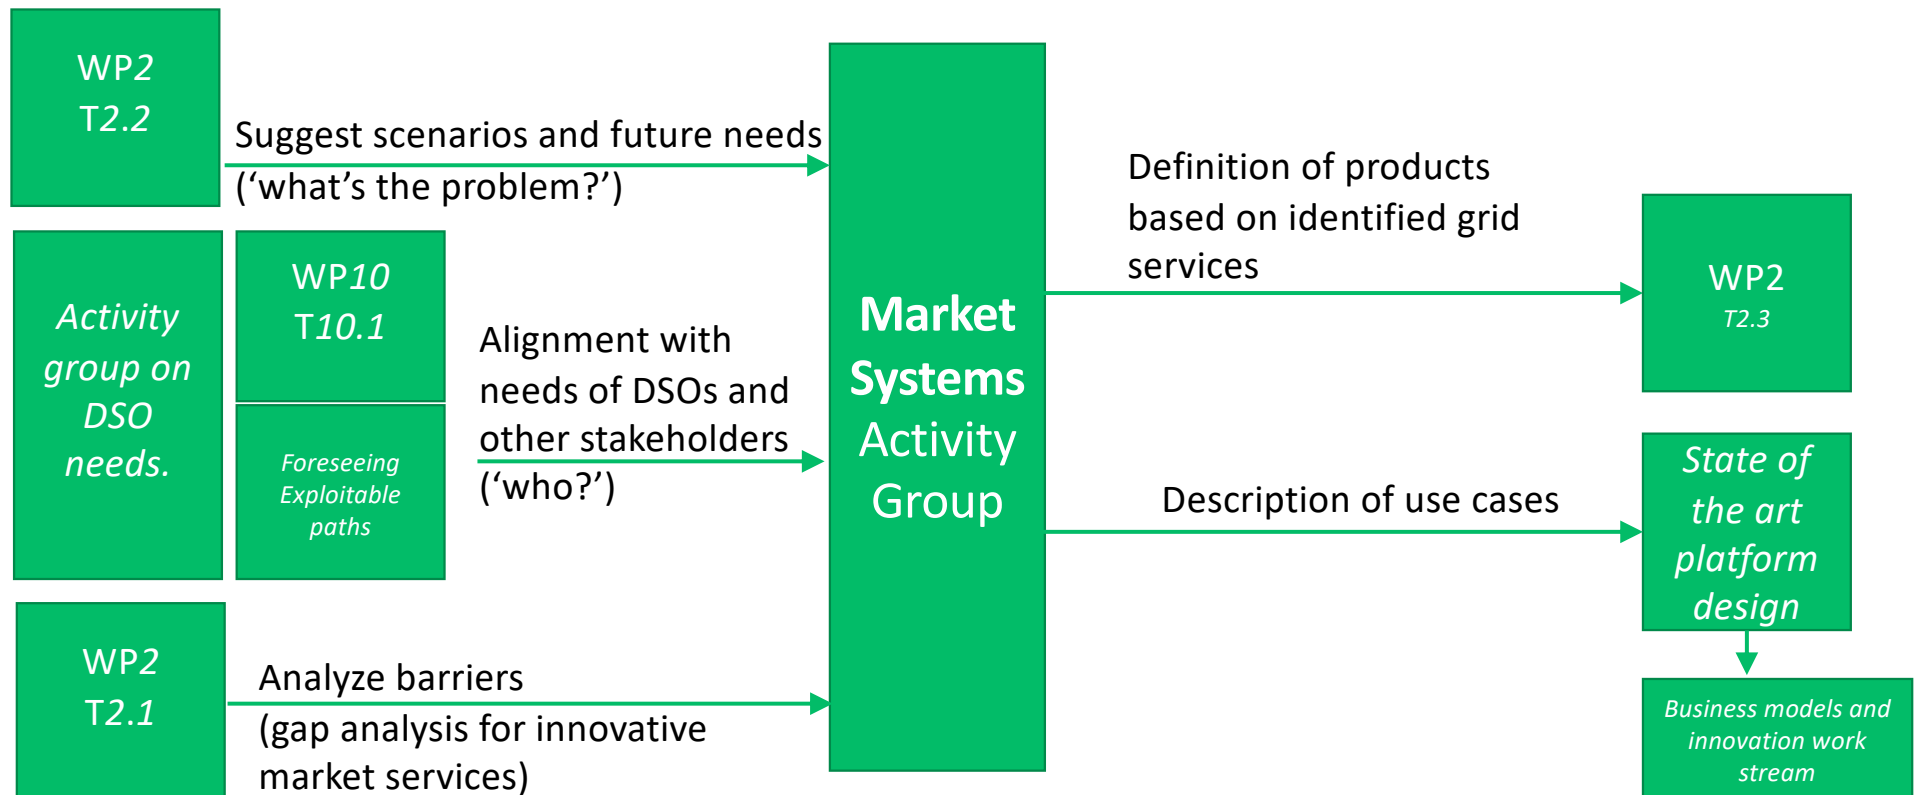 WP2
T2.2
Suggest scenarios and future needs
(‘what’s the problem?’)
Activity
group on
DSO
needs.
WP10
T10.1
Foreseeing
Exploitable
paths
Alignment with
needs of DSOs and
other stakeholders
(‘who?’)
WP2
T2.1
Analyze barriers
(gap analysis for innovative
market services)
Market
Systems
Activity
Group
Definition of products
based on identified grid
services
WP2
T2.3
Description of use cases
State of
the art
platform
design
Business models and
innovation work
stream